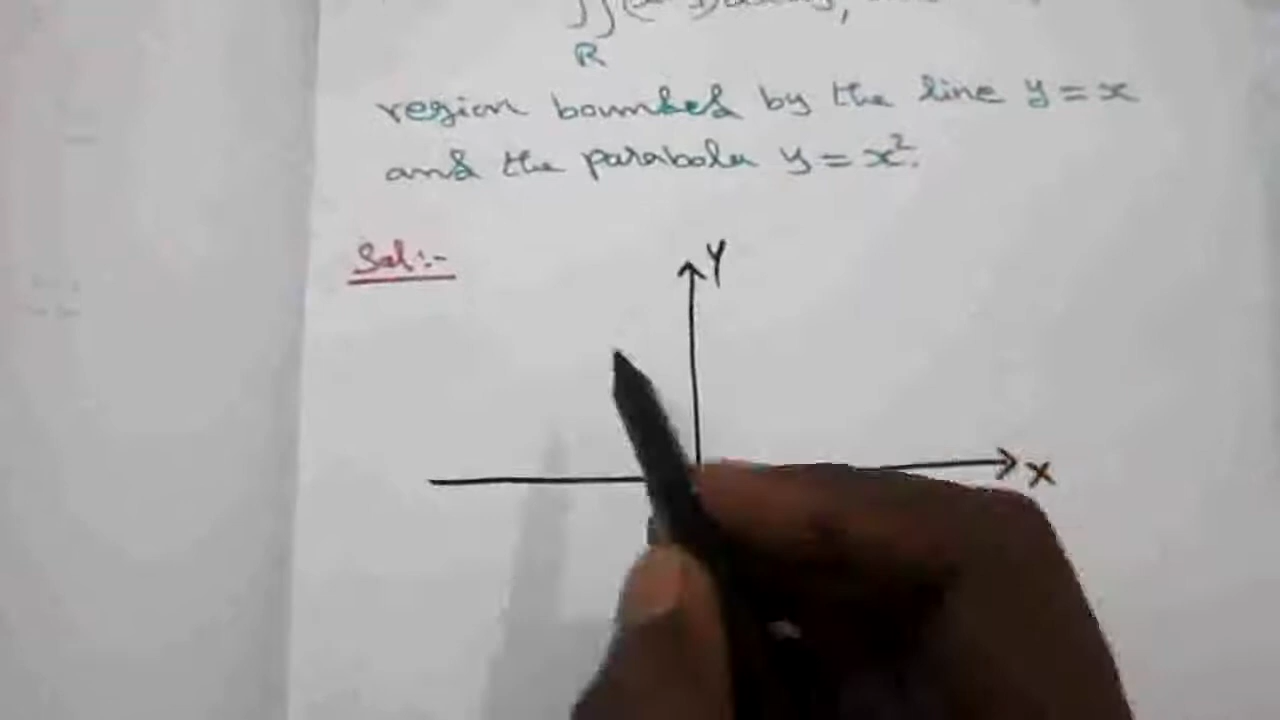 ∬
R
region bounded by the line y = x
and the parabola y = x².
Sol:-
Y
X